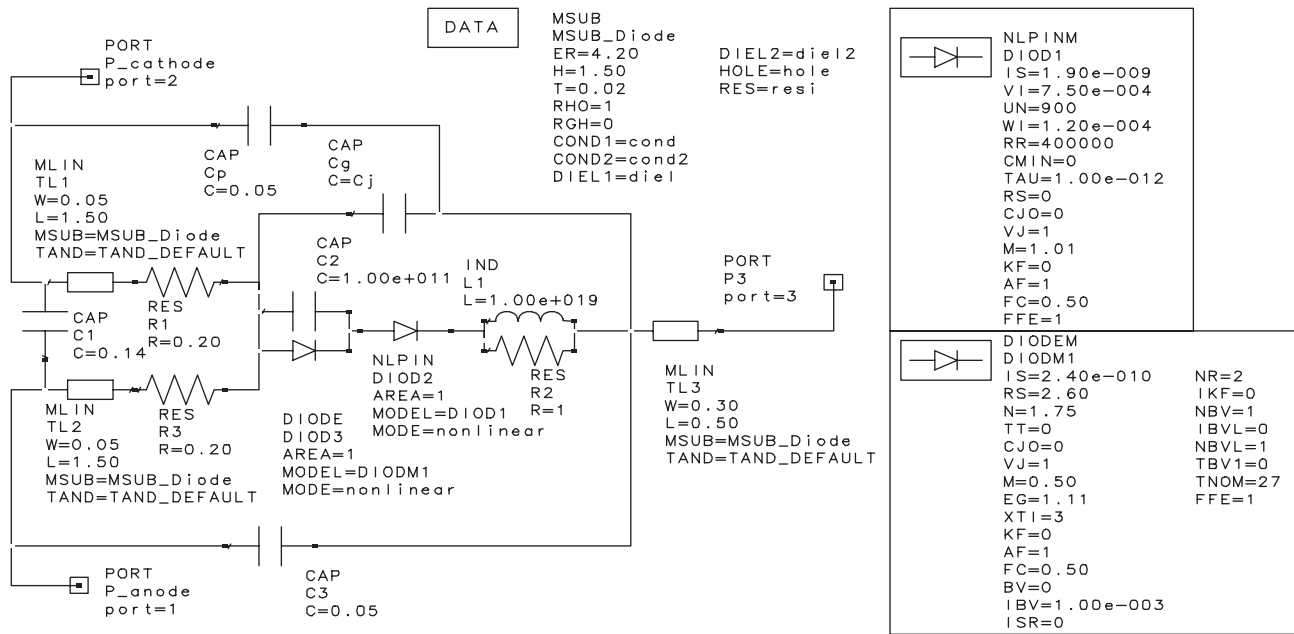 DATA
MSUB
MSUB_Diode
ER=4.20
H=1.50
T=0.02
RHO=1
RGH=0
COND1=cond
COND2=cond2
DIEL1=diel
DIEL2=diel2
HOLE=hole
RES=resi
PORT
P_cathode
port=2
CAP
Cp
C=0.05
CAP
Cg
C=Cj
MLIN
TL1
W=0.05
L=1.50
MSUB=MSUB_Diode
TAND=TAND_DEFAULT
CAP
C2
C=1.00e+011
IND
L1
L=1.00e+019
PORT
P3
port=3
RES
R1
R=0.20
CAP
C1
C=0.14
NLPIN
DIOD2
AREA=1
MODEL=DIOD1
MODE=nonlinear
RES
R2
R=1
MLIN
TL3
W=0.30
L=0.50
MSUB=MSUB_Diode
TAND=TAND_DEFAULT
MLIN
TL2
W=0.05
L=1.50
MSUB=MSUB_Diode
TAND=TAND_DEFAULT
RES
R3
R=0.20
DIODE
DIOD3
AREA=1
MODEL=DIODM1
MODE=nonlinear
PORT
P_anode
port=1
CAP
C3
C=0.05
NLPINM
DIOD1
IS=1.90e-009
VI=7.50e-004
UN=900
WI=1.20e-004
RR=400000
CMIN=0
TAU=1.00e-012
RS=0
CJO=0
VJ=1
M=1.01
KF=0
AF=1
FC=0.50
FFE=1
DIODEM
DIODM1
IS=2.40e-010
RS=2.60
N=1.75
TT=0
CJO=0
VJ=1
M=0.50
EG=1.11
XTI=3
KF=0
AF=1
FC=0.50
BV=0
IBV=1.00e-003
ISR=0
NR=2
IKF=0
NBV=1
IBVL=0
NBVL=1
TBV1=0
TNOM=27
FFE=1